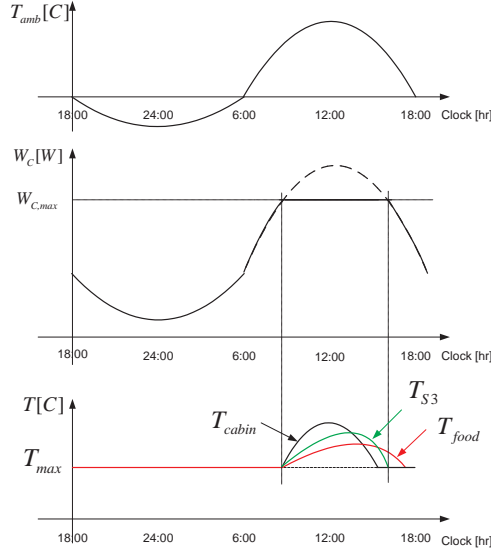 T_amb[C]
18:00 24:00 6:00 12:00 18:00 Clock [hr]
W_C[W]
W_C,max
18:00 24:00 6:00 12:00 18:00 Clock [hr]
T[C]
T_S3
T_cabin
T_food
T_max
18:00 24:00 6:00 12:00 18:00 Clock [hr]